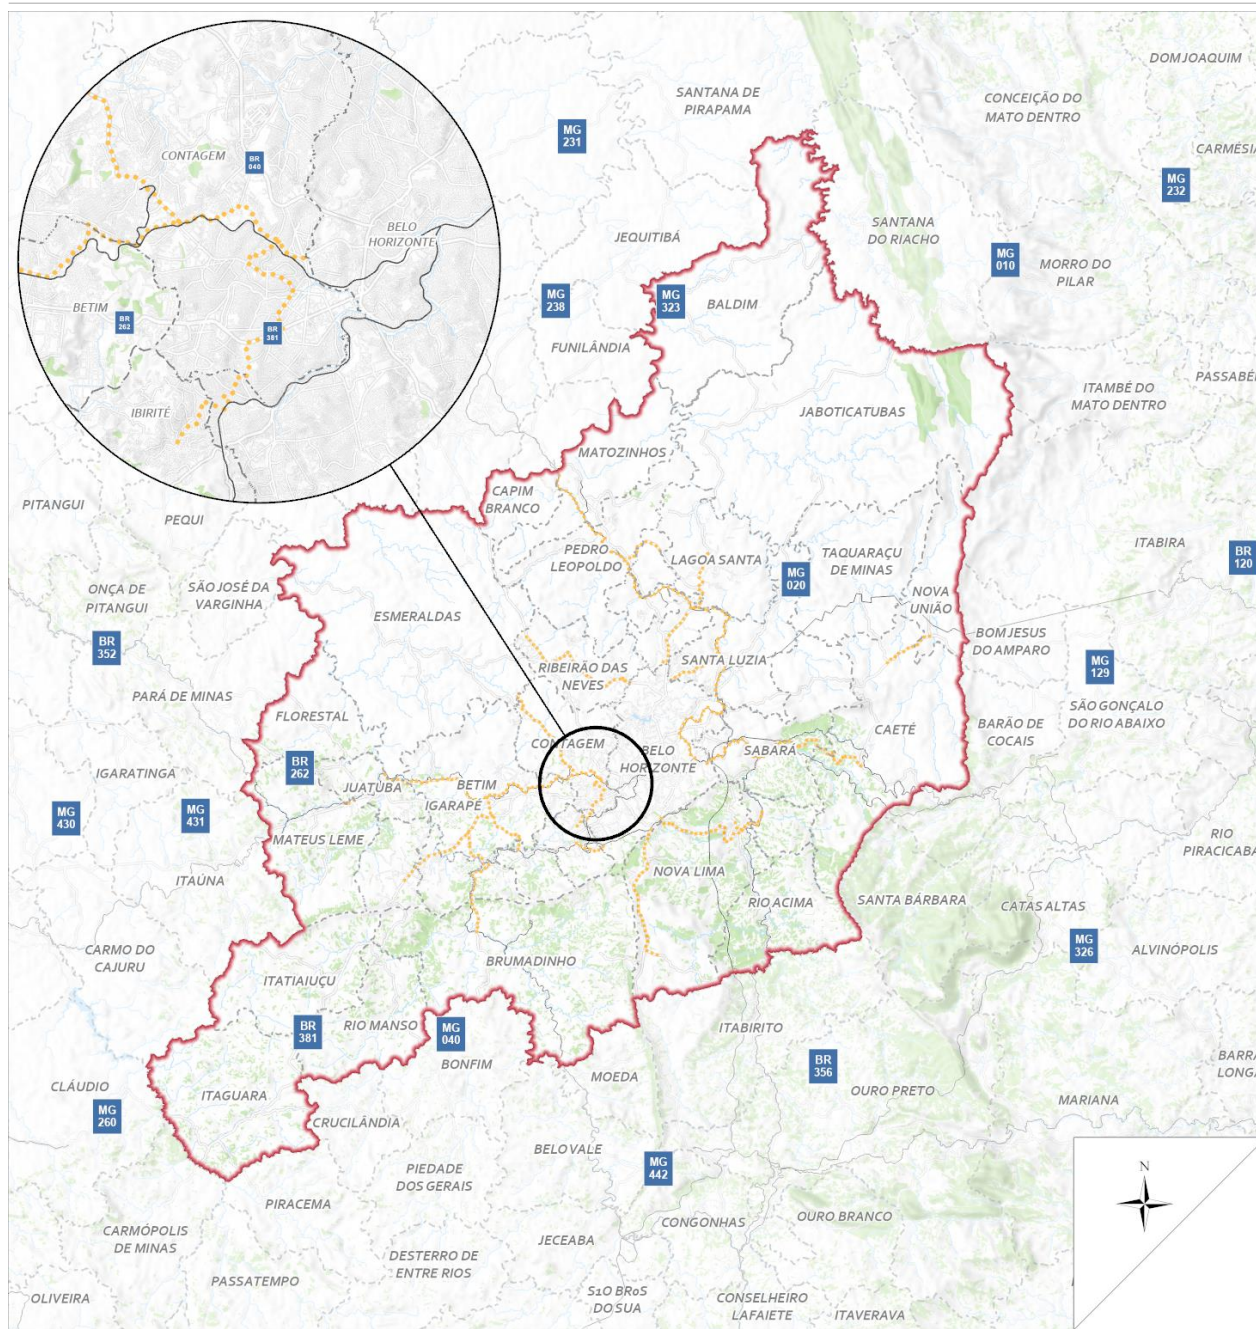 DOM JOAQUIM
SANTANA DE
PIRAPAMA
CONCEIÇÃO DO
MATO DENTRO
MG
231
CARMÉSIA
CONTAGEM
BR
040
MG
232
BELO
HORIZONTE
SANTANA
DO RIACHO
JEQUITIBÁ
MG
010
MORRO DO
PILAR
BETIM
BR
262
MG
238
MG
323
BALDIM
BR
381
FUNILÂNDIA
IBIRITÉ
ITAMBÉ DO
MATO DENTRO
PASSABÉM
JABOTICATUBAS
MATOZINHOS
PITANGUI
PEQUI
CAPIM
BRANCO
ITABIRA
BR
120
PEDRO
LEOPOLDO
LAGOA SANTA
MG
020
TAQUARAÇU
DE MINAS
ONÇA DE
PITANGUI
SÃO JOSÉ DA
VARGINHA
NOVA
UNIÃO
ESMERALDAS
BR
352
BOM JESUS
DO AMPARO
RIBEIRÃO DAS
NEVES
SANTA LUZIA
MG
129
PARÁ DE MINAS
SÃO GONÇALO
DO RIO ABAIXO
FLORESTAL
BARÃO DE
COCAIS
CAETÉ
CONTAGEM
BELO
HORIZONTE
SABARÁ
IGARATINGA
BR
262
JUATUBA
BETIM
IGARAPÉ
MG
430
MG
431
MATEUS LEME
RIO
PIRACICABA
ITAÚNA
NOVA LIMA
RIO ACIMA
SANTA BÁRBARA
CATAS ALTAS
CARMO DO
CAJURU
MG
326
ALVINÓPOLIS
BRUMADINHO
ITATIAIUÇU
BR
381
RIO MANSO
MG
040
ITABIRITO
BONFIM
MOEDA
BR
356
BARRA
LONGA
CLÁUDIO
ITAGUARA
OURO PRETO
MG
260
MARIANA
CRUCILÂNDIA
BELO VALE
MG
442
PIEDADE
DOS GERAIS
N
PIRACEMA
OURO BRANCO
CONGONHAS
CARMÓPOLIS
DE MINAS
JECEABA
DESTERRO DE
ENTRE RIOS
PASSATEMPO
OLIVEIRA
S1O BR0S
DO SUA
CONSELHEIRO
LAFAIETE
ITAVERAVA